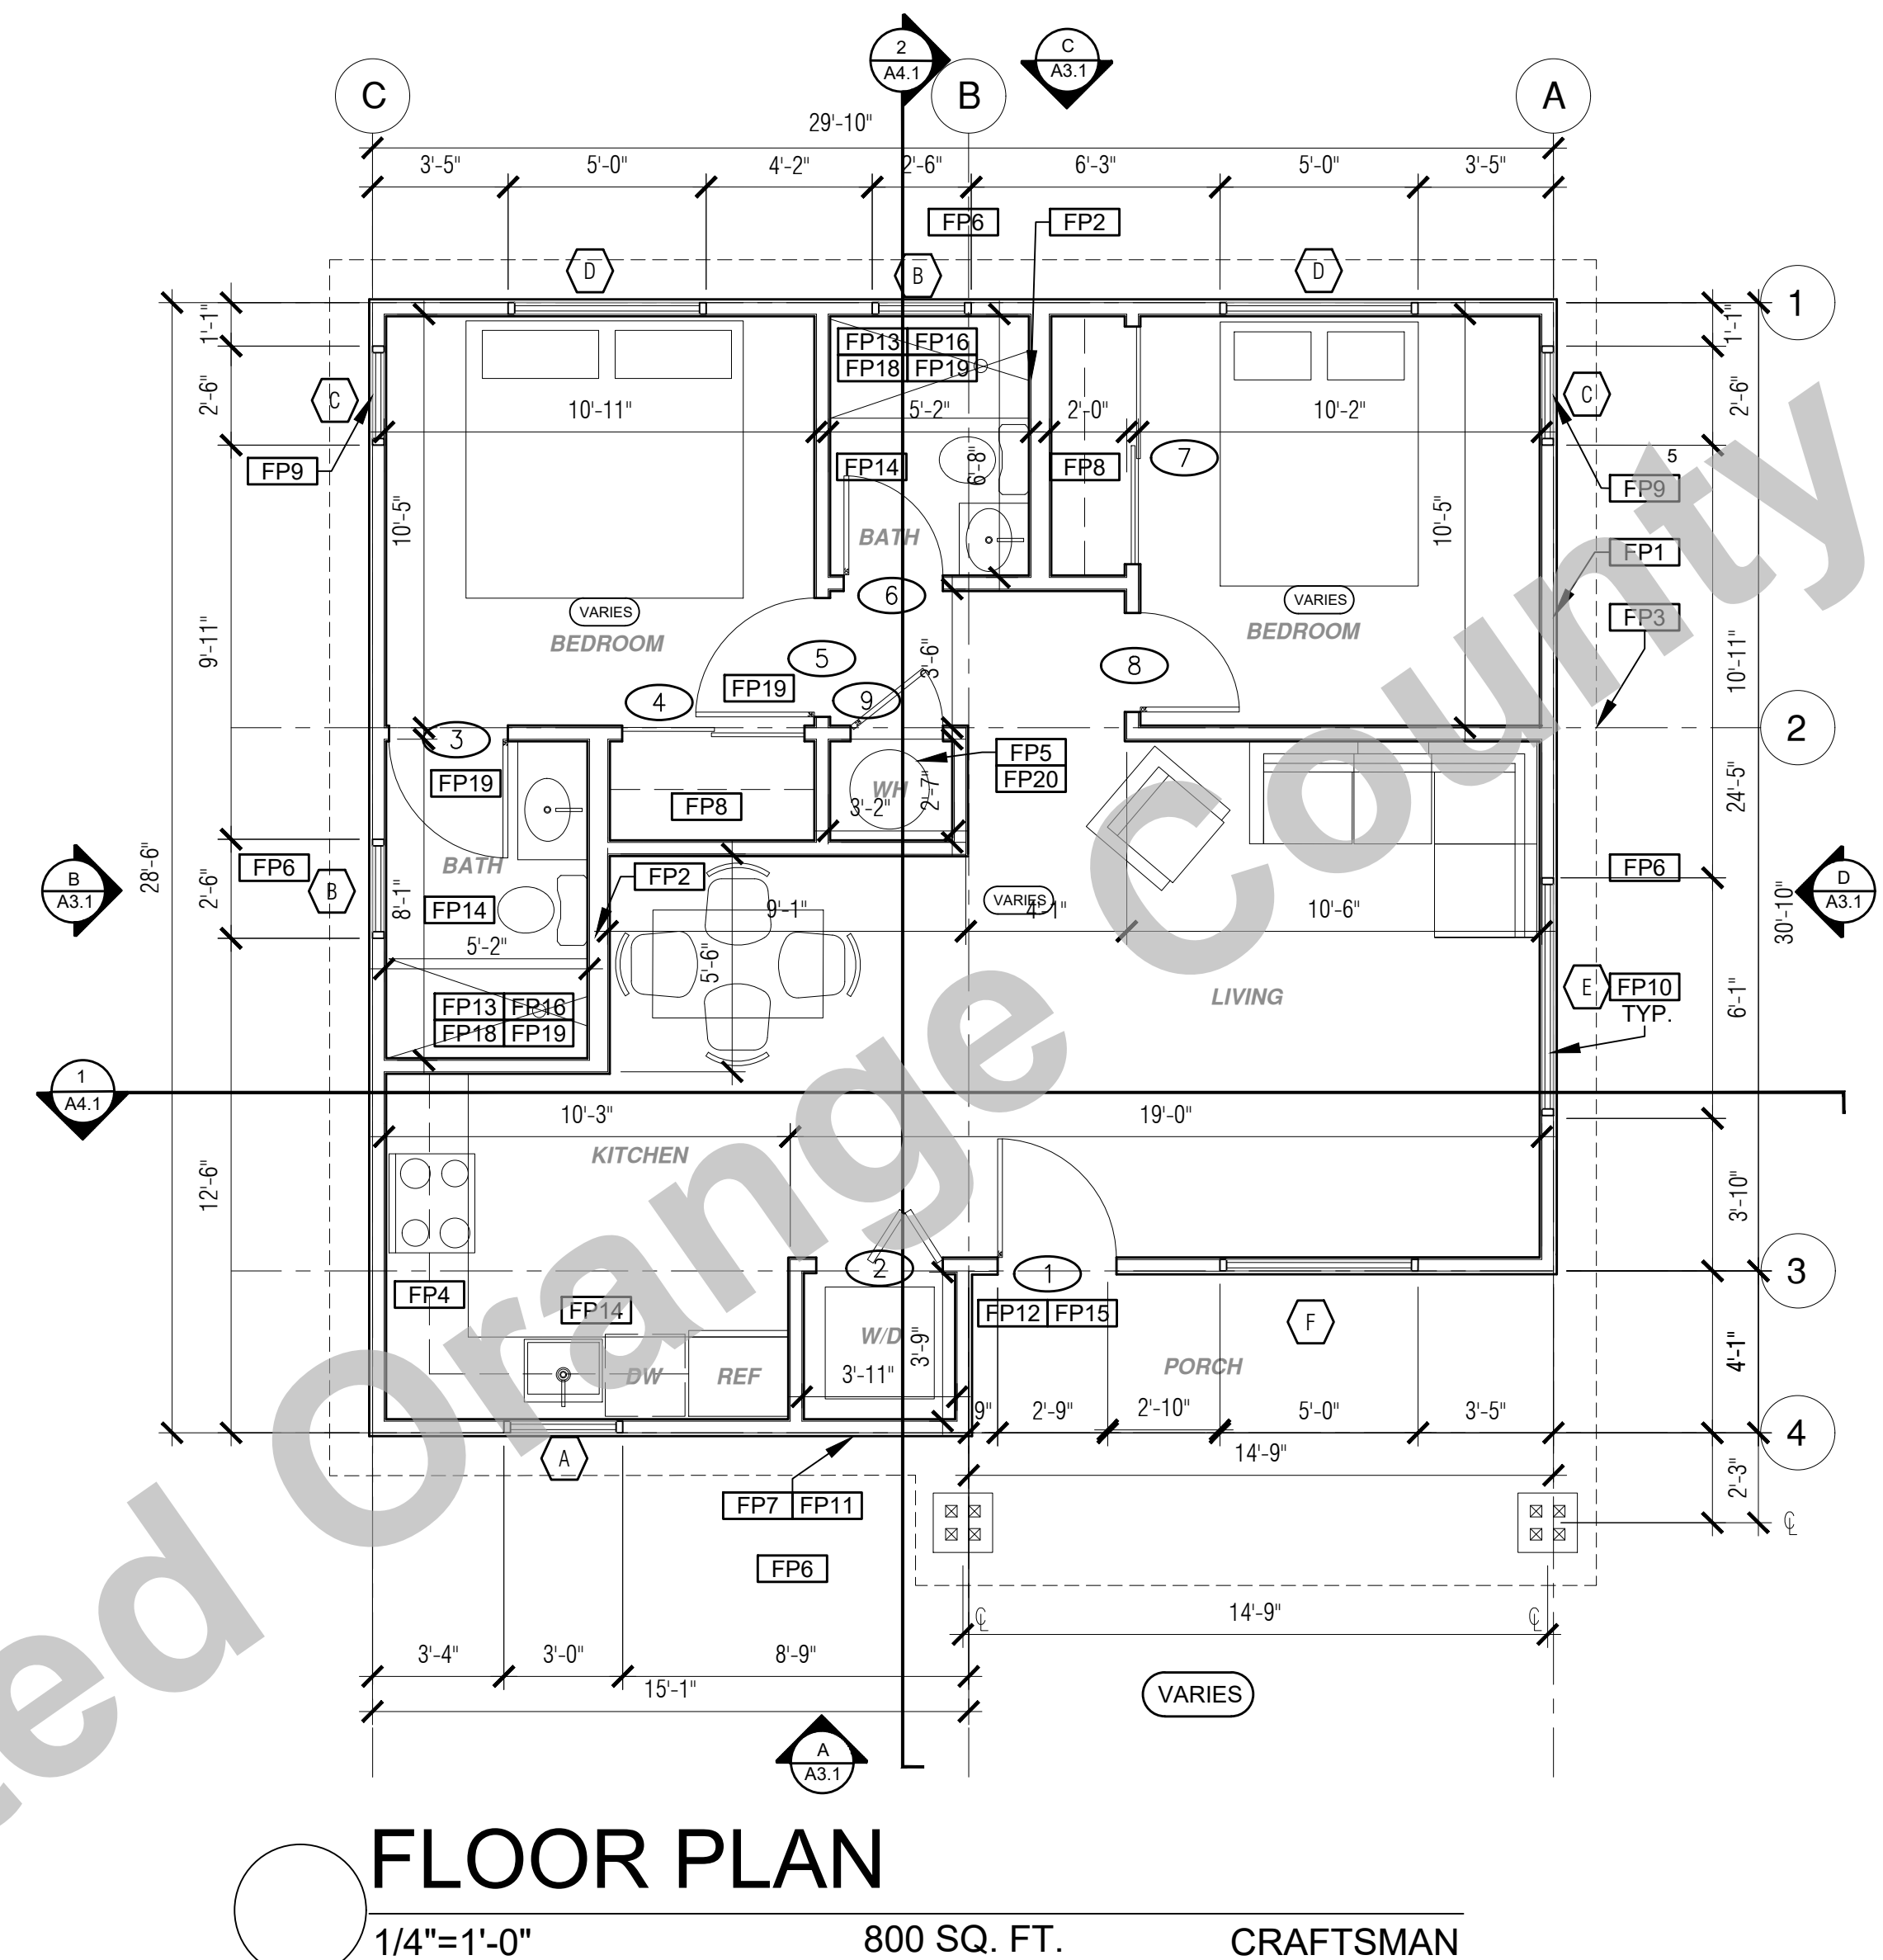 2
A4.1
C
A3.1
C
B
A
29'-10"
3'-5"
5'-0"
4'-2"
2'-6"
6'-3"
5'-0"
3'-5"
FP6
FP2
D
B
D
1
1'-1"
1'-1"
FP13
FP16
FP18
FP19
C
2'-6"
10'-11"
5'-2"
2'-0"
10'-2"
C
2'-6"
5
FP9
FP14
6'-8"
FP8
7
FP9
10'-5"
BATH
10'-5"
FP1
6
VARIES
VARIES
FP3
BEDROOM
BEDROOM
9'-11"
5
3'-6"
8
10'-11"
FP19
4
9
3
2
FP5
FP20
FP19
WH
2'-7"
24'-5"
FP8
3'-2"
B
A3.1
28'-6"
FP6
BATH
FP2
FP6
D
A3.1
B
2'-6"
8'-1"
FP14
9'-1"
VARIES
4'-1"
10'-6"
30'-10"
5'-2"
5'-6"
LIVING
E
FP10
TYP.
6'-1"
FP13
FP16
FP18
FP19
1
A4.1
10'-3"
19'-0"
KITCHEN
12'-6"
3'-10"
2
1
3
FP4
FP14
FP12
FP15
F
W/D
3'-9"
PORCH
4'-1"
DW
REF
3'-11"
9"
2'-9"
2'-10"
5'-0"
3'-5"
4
A
14'-9"
2'-3"
FP7
FP11
FP6
14'-9"
3'-4"
3'-0"
8'-9"
15'-1"
VARIES
A
A3.1
Orange County
FLOOR PLAN
1/4"=1'-0"
800 SQ. FT.
CRAFTSMAN